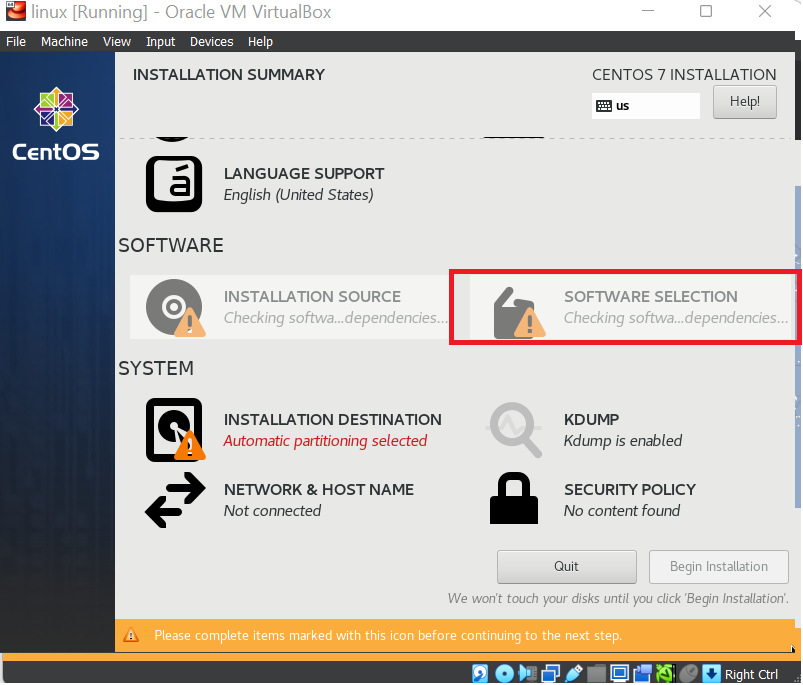 linux [Running] - Oracle VM VirtualBox
File Machine View Input Devices Help
INSTALLATION SUMMARY
CENTOS 7 INSTALLATION
us
Help!
CentOS
á
LANGUAGE SUPPORT
English (United States)
SOFTWARE
INSTALLATION SOURCE
Checking softwa...dependencies...
SOFTWARE SELECTION
Checking softwa...dependencies...
SYSTEM
INSTALLATION DESTINATION
Automatic partitioning selected
KDUMP
Kdump is enabled
NETWORK & HOST NAME
Not connected
SECURITY POLICY
No content found
Quit
Begin Installation
We won't touch your disks until you click 'Begin Installation'.
Please complete items marked with this icon before continuing to the next step.
Right Ctrl